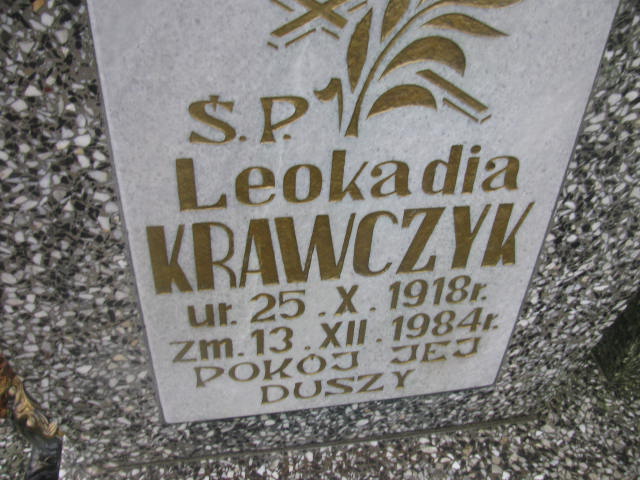 Ś.P.
Leokadia
KRAWCZYK
ur. 25.X.1918r.
zm. 13.XII.1984r.
POKÓJ JEJ
DUSZY